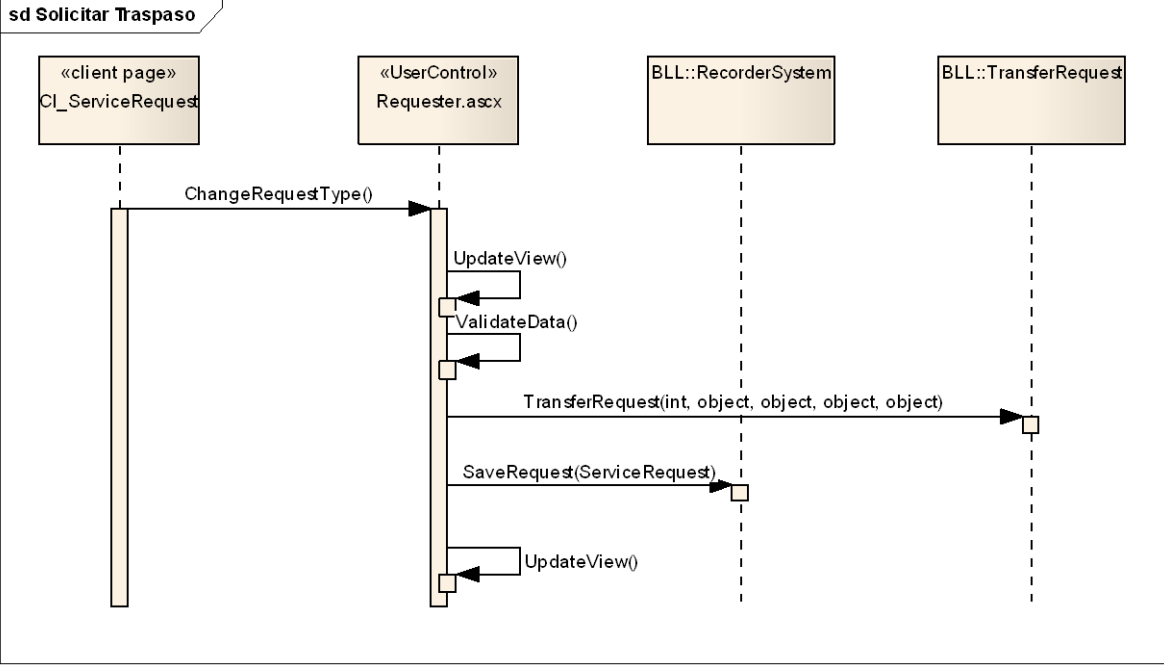 sd Solicitar Traspaso
«client page»
CI_ServiceRequest
«UserControl»
Requester.ascx
BLL::RecorderSystem
BLL::TransferRequest
ChangeRequestType()
UpdateView()
ValidateData()
TransferRequest(int, object, object, object, object)
SaveRequest(ServiceRequest)
UpdateView()